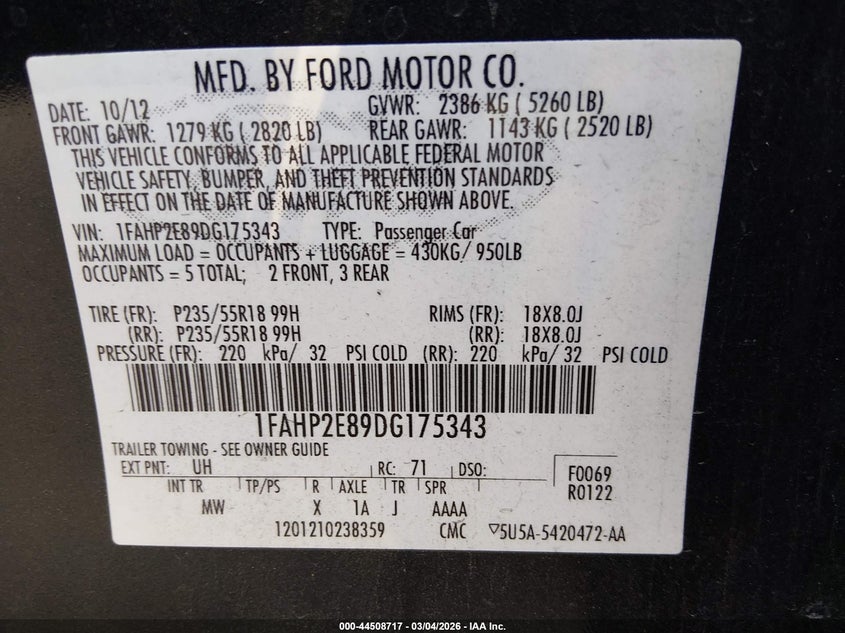 MFD. BY FORD MOTOR CO.
DATE: 10/12 GVWR: 2386 KG ( 5260 LB)
FRONT GAWR: 1279 KG ( 2820 LB) REAR GAWR: 1143 KG ( 2520 LB)
THIS VEHICLE CONFORMS TO ALL APPLICABLE FEDERAL MOTOR
VEHICLE SAFETY, BUMPER, AND THEFT PREVENTION STANDARDS
IN EFFECT ON THE DATE OF MANUFACTURE SHOWN ABOVE.
VIN: 1FAHP2E89DG175343 TYPE: Passenger Car
MAXIMUM LOAD = OCCUPANTS + LUGGAGE = 430KG/ 950LB
OCCUPANTS = 5 TOTAL; 2 FRONT, 3 REAR
TIRE (FR): P235/55R18 99H RIMS (FR): 18X8.0J
(RR): P235/55R18 99H (RR): 18X8.0J
PRESSURE (FR): 220 kPa/ 32 PSI COLD (RR): 220 kPa/ 32 PSI COLD
1FAHP2E89DG175343
TRAILER TOWING - SEE OWNER GUIDE
EXT PNT: UH RC: 71 DSO: F0069
INT TR TP/PS R AXLE TR SPR R0122
MW X 1A J AAAA
1201210238359 CMC ▽5U5A-5420472-AA
000-44508717 - 03/04/2026 - IAA Inc.